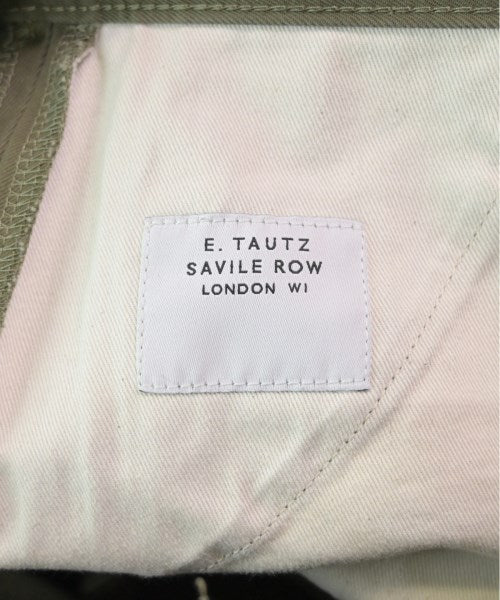 E. TAUTZ
SAVILE ROW
LONDON W1